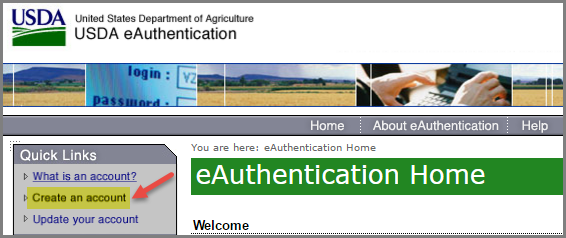 USDA
United States Department of Agriculture
USDA eAuthentication
login : YZ
password :
Home About eAuthentication Help
Quick Links
What is an account?
Create an account
Update your account
You are here: eAuthentication Home
eAuthentication Home
Welcome